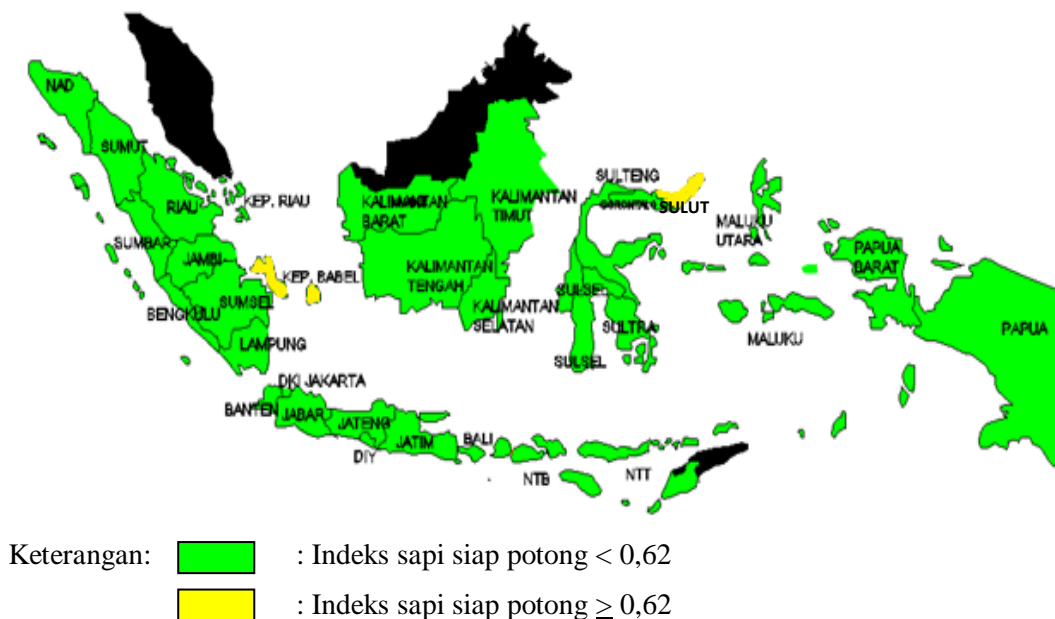 NAD
SUMUT
RIAU
KEP. RIAU
SUMBAR
JAMBI
KEP. BABEL
SUMSEL
BENGKULU
LAMPUNG
DKI JAKARTA
BANTEN
JABAR
JATENG
DIY
JATIM
BALI
NTB
NTT
KALIMANTAN
BARAT
KALIMANTAN
TIMUT
KALIMANTAN
TENGAH
KALIMANTAN
SELATAN
SULTENG
GORONTALO
SULUT
SULSEL
SULTRA
SULSEL
MALUKU
UTARA
MALUKU
PAPUA
BARAT
PAPUA
Keterangan:
: Indeks sapi siap potong < 0,62
: Indeks sapi siap potong ≥ 0,62